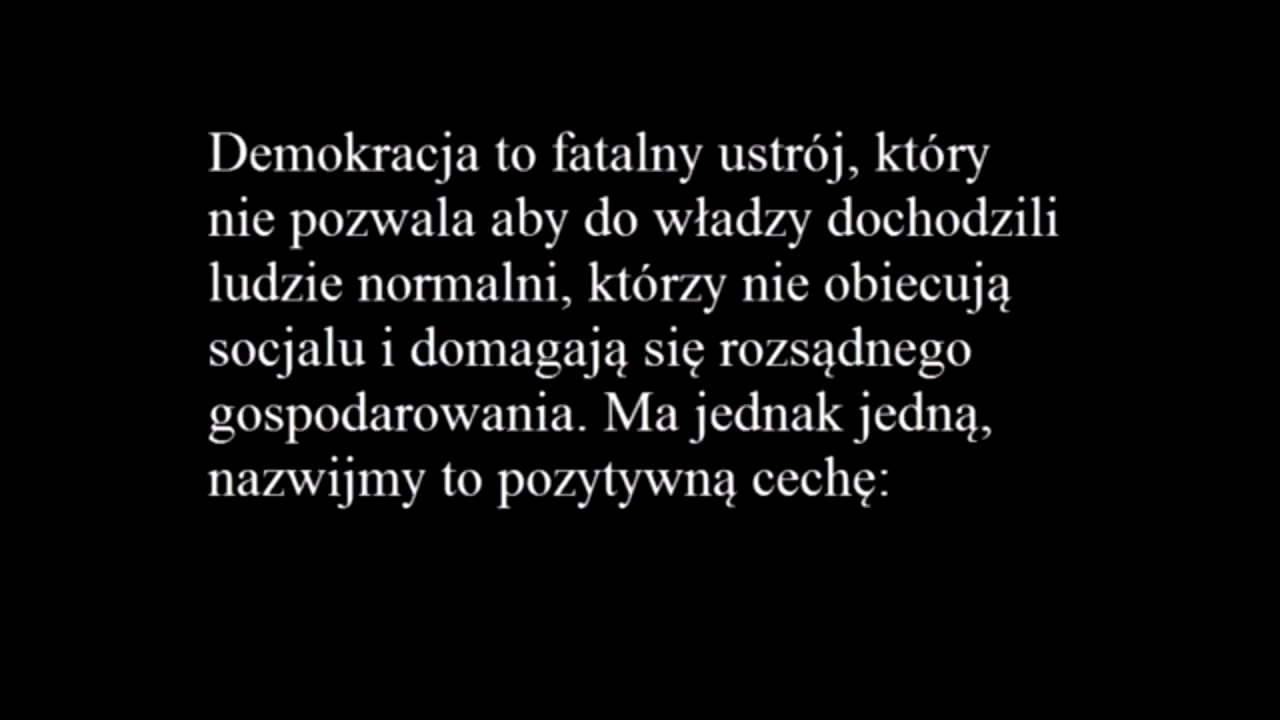 Demokracja to fatalny ustrój, który
nie pozwala aby do władzy dochodzili
ludzie normalni, którzy nie obiecują
socjalu i domagają się rozsądnego
gospodarowania. Ma jednak jedną,
nazwijmy to pozytywną cechę: